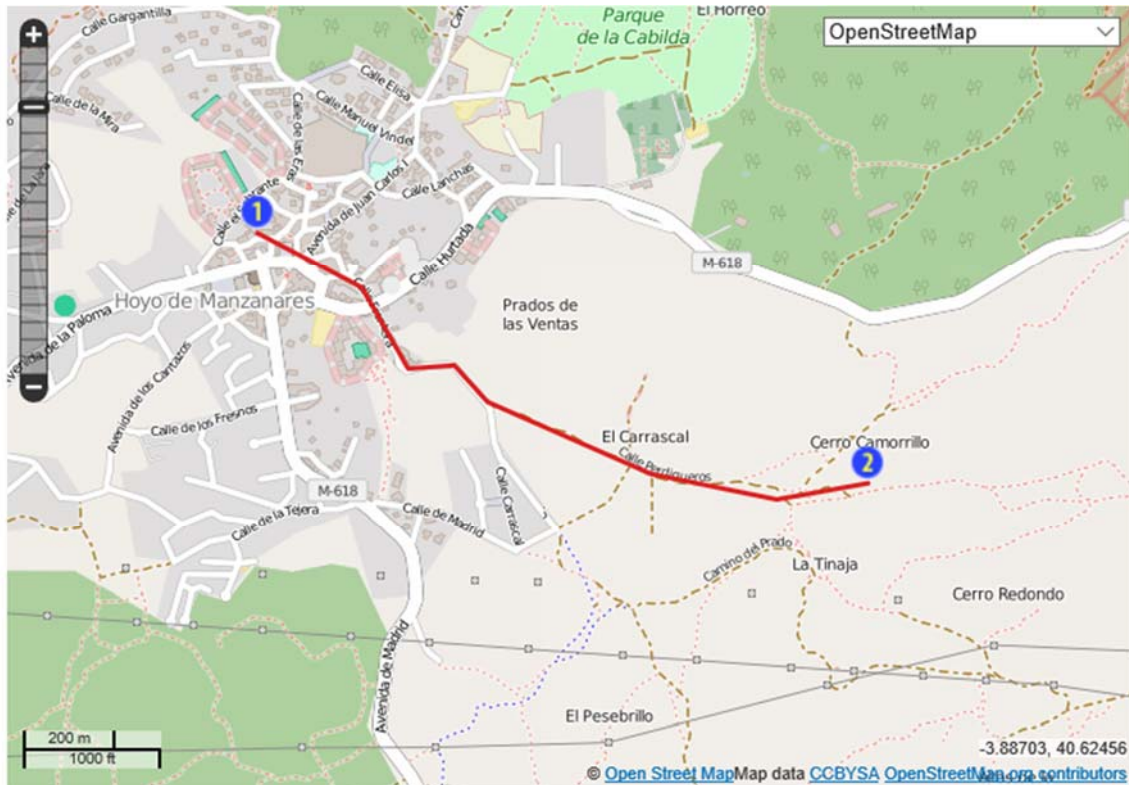 Calle Gargantilla
El Horreo
Parque
de la Cabilda
OpenStreetMap
+
Calle Elisa
Calle de la Mira
Calle Manuel Vindel
Calle de las Eras
Avenida de Juan Carlos I
Calle Lanchas
1
Calle Hurtada
M-618
Hoyo de Manzanares
Prados de
las Ventas
Avenida de la Paloma
Avenida de los Cantazos
Calle de los Fresnos
El Carrascal
Cerro Camorrillo
2
Calle Perdigueros
M-618
Calle Carrascal
Calle de la Tejera
Calle de Madrid
Camino del Prado
La Tinaja
Cerro Redondo
Avenida de Madrid
El Pesebrillo
200 m
1000 ft
-3.88703, 40.62456
© Open Street MapMap data CCBYSA OpenStreetMap.org contributors